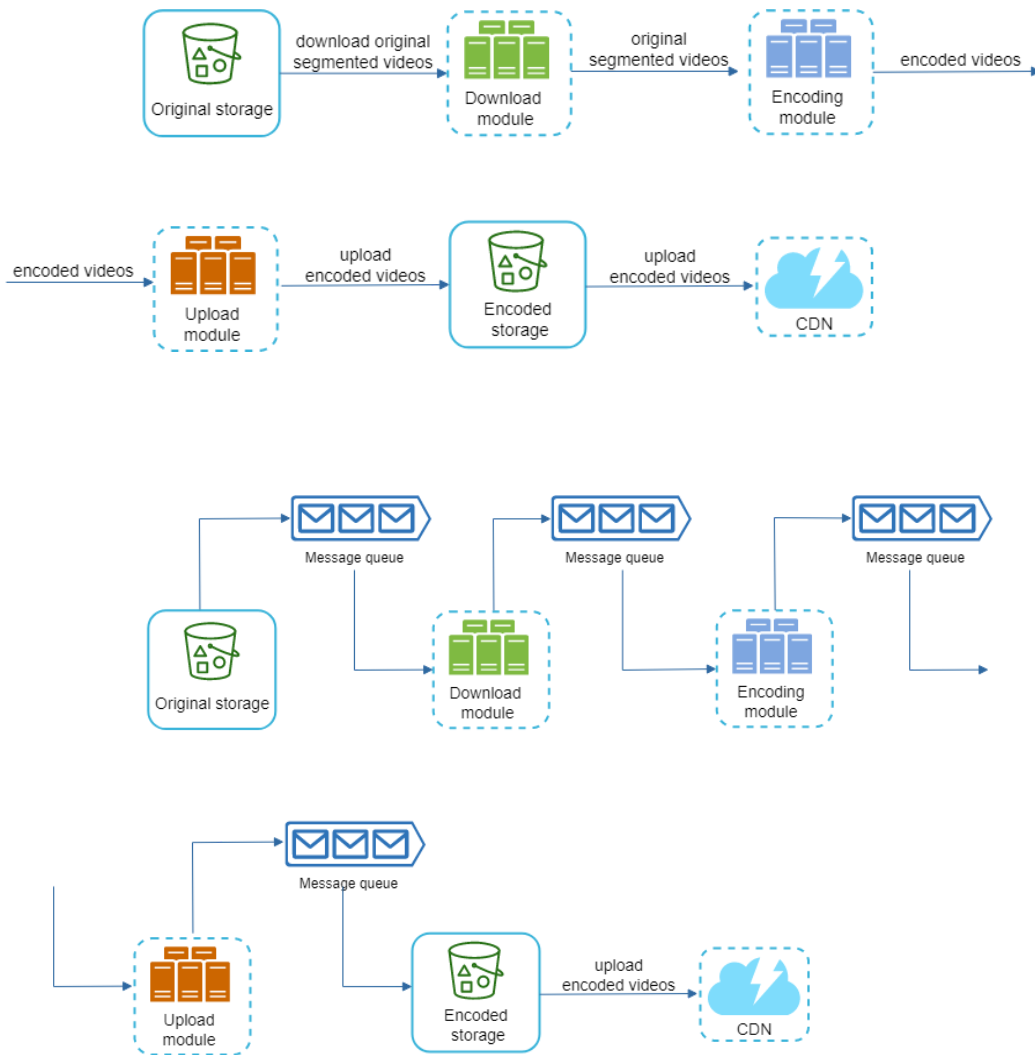 download original
segmented videos
original
segmented videos
encoded videos
Original storage
Download
module
Encoding
module
encoded videos
upload
encoded videos
upload
encoded videos
Upload
module
Encoded
storage
CDN
Message queue
Message queue
Message queue
Original storage
Download
module
Encoding
module
Message queue
upload
encoded videos
Upload
module
Encoded
storage
CDN